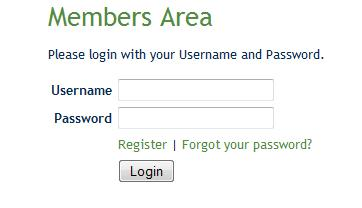 Members Area
Please login with your Username and Password.
Username
Password
Register | Forgot your password?
Login